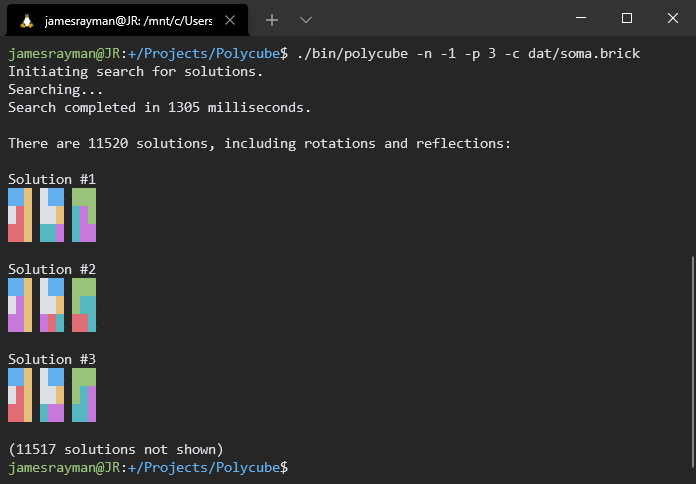 jamesrayman@JR: /mnt/c/Users
jamesrayman@JR:+/Projects/Polycube$ ./bin/polycube -n -1 -p 3 -c dat/soma.brick
Initiating search for solutions.
Searching...
Search completed in 1305 milliseconds.
There are 11520 solutions, including rotations and reflections:
Solution #1
Solution #2
Solution #3
(11517 solutions not shown)
jamesrayman@JR:+/Projects/Polycube$